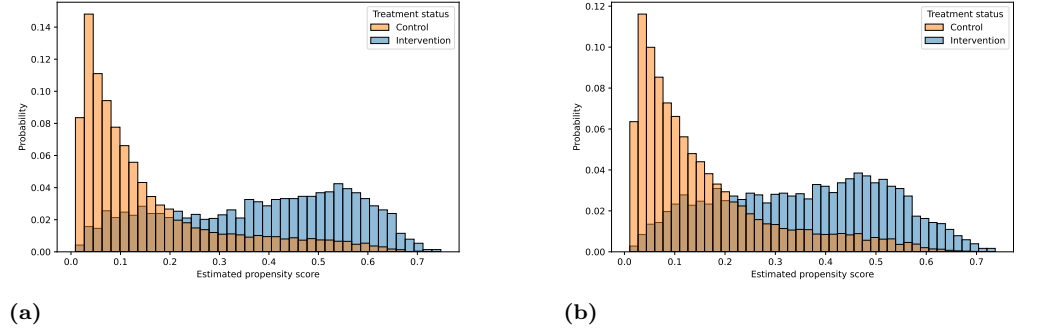 Treatment status
Control
Intervention
Probability
0.14
0.12
0.10
0.08
0.06
0.04
0.02
0.00
0.0 0.1 0.2 0.3 0.4 0.5 0.6 0.7
Estimated propensity score
(a)
Treatment status
Control
Intervention
Probability
0.12
0.10
0.08
0.06
0.04
0.02
0.00
0.0 0.1 0.2 0.3 0.4 0.5 0.6 0.7
Estimated propensity score
(b)